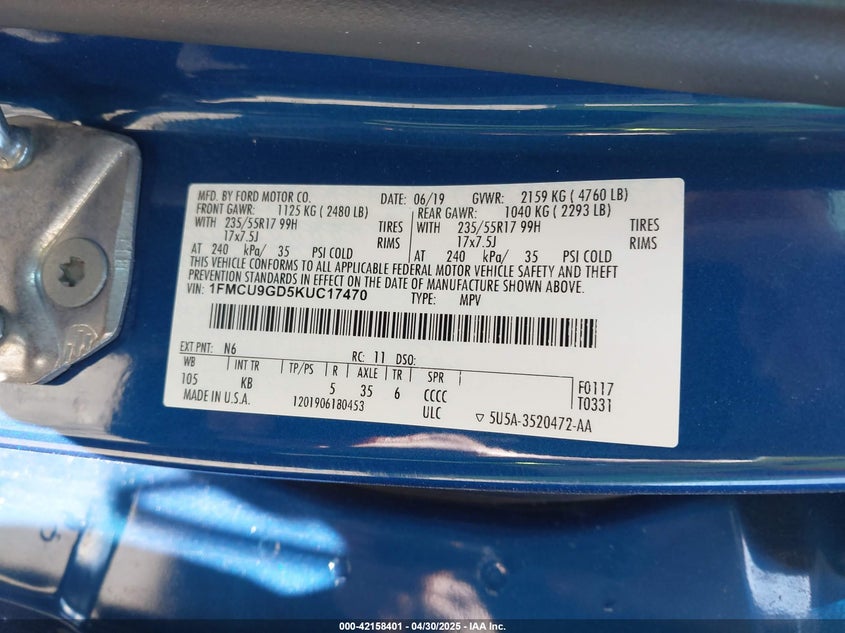 MFD. BY FORD MOTOR CO. DATE: 06/19 GVWR: 2159 KG ( 4760 LB)
FRONT GAWR: 1125 KG ( 2480 LB) REAR GAWR: 1040 KG ( 2293 LB)
WITH 235/55R17 99H TIRES WITH 235/55R17 99H TIRES
17x7.5J RIMS 17x7.5J RIMS
AT 240 kPa/ 35 PSI COLD AT 240 kPa/ 35 PSI COLD
THIS VEHICLE CONFORMS TO ALL APPLICABLE FEDERAL MOTOR VEHICLE SAFETY AND THEFT
PREVENTION STANDARDS IN EFFECT ON THE DATE OF MANUFACTURE SHOWN ABOVE.
VIN: 1FMCU9GD5KUC17470 TYPE: MPV
EXT PNT: N6 RC: 11 DSO:
WB INT TR TP/PS R AXLE TR SPR F0117
105 KB 5 35 6 CCCC T0331
MADE IN U.S.A. 1201906180453 ULC ▽ 5U5A-3520472-AA
000-42158401 - 04/30/2025 - IAA Inc.